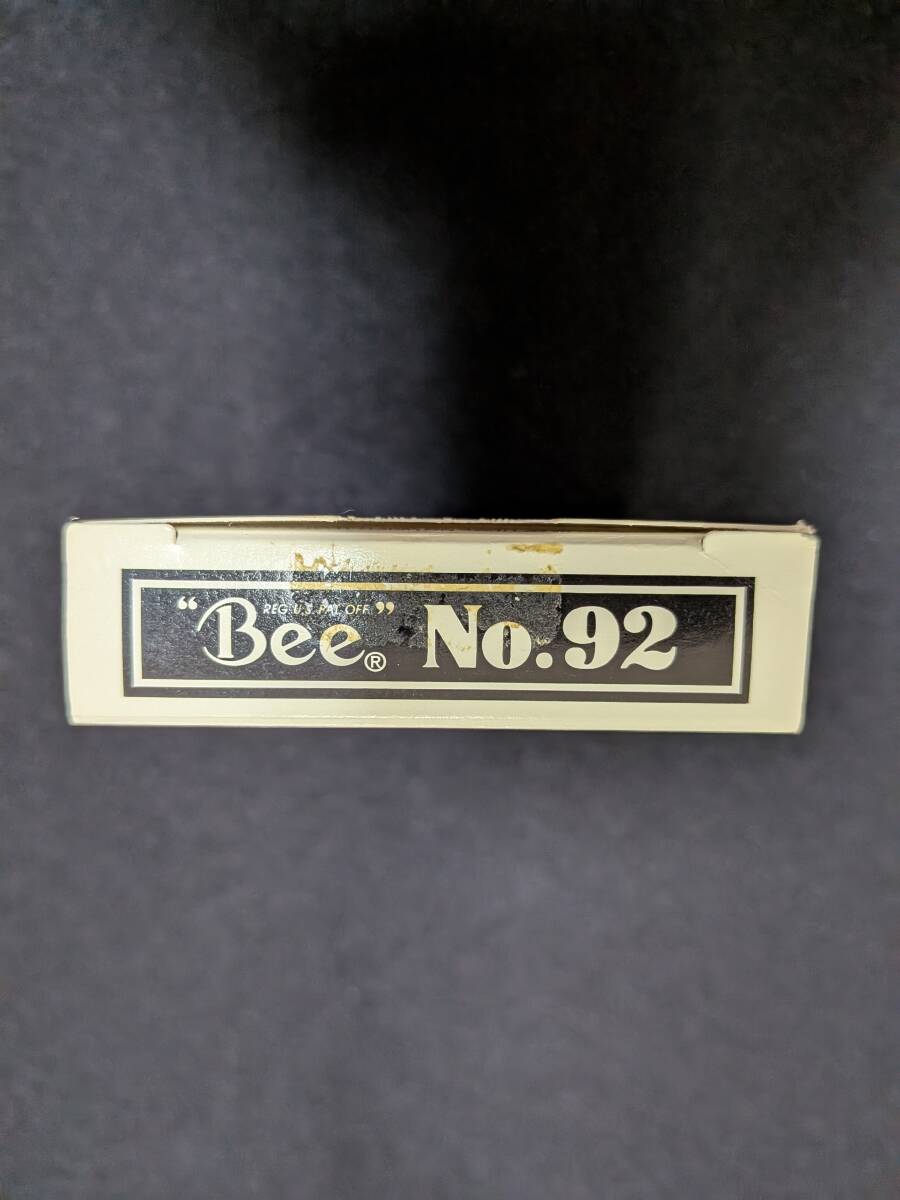 REG. U.S. PAT. OFF.
“Bee®” No.92